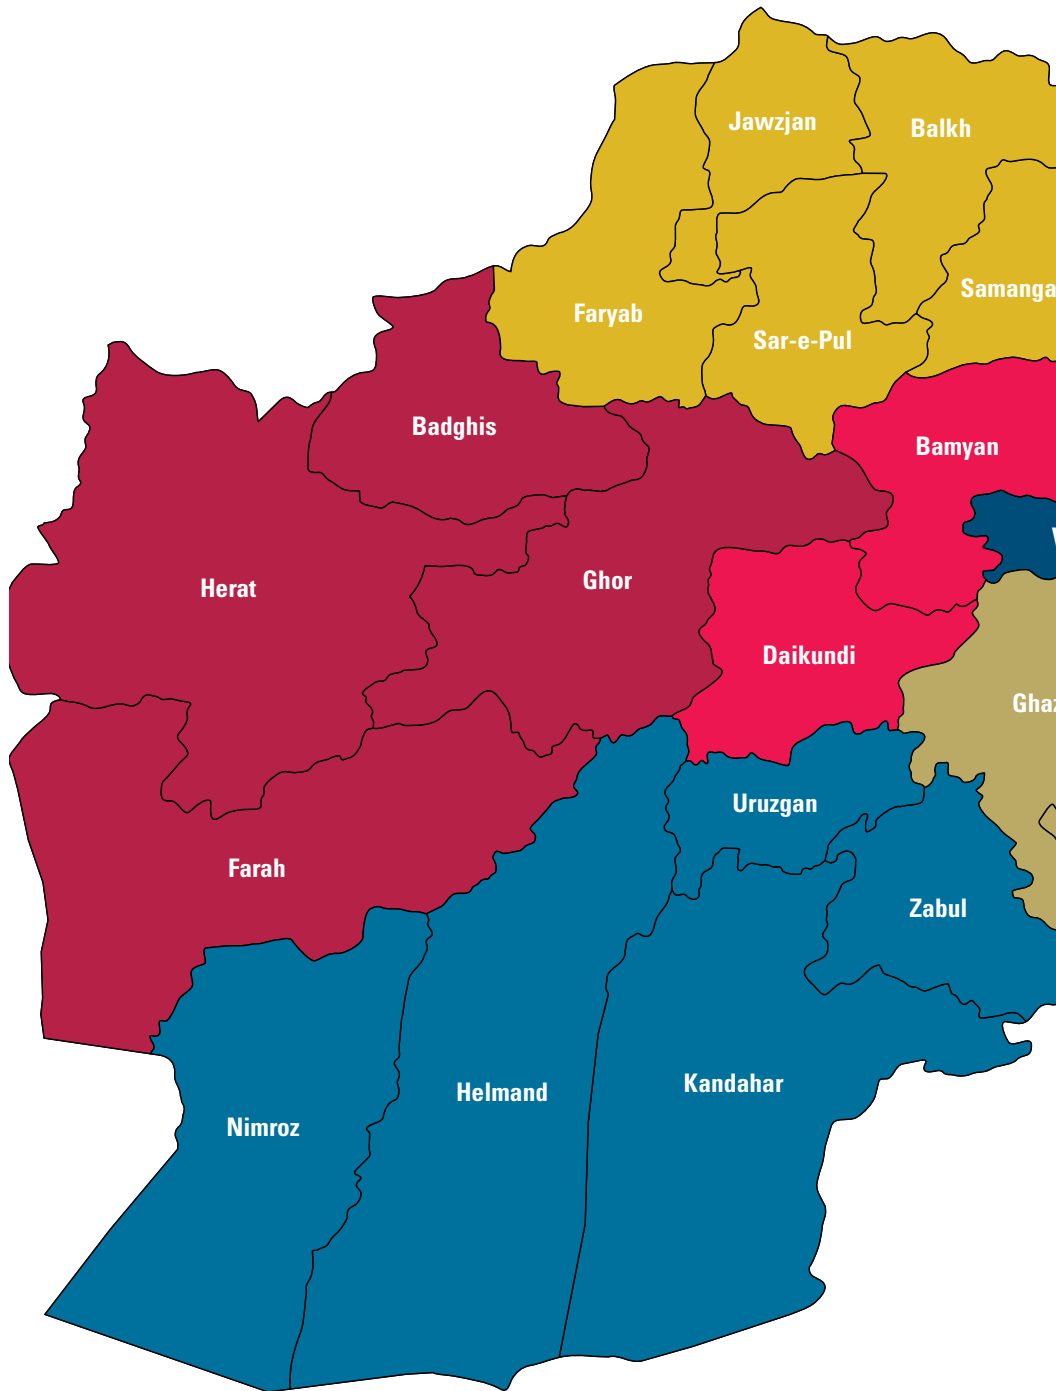 Jawzjan
Balkh
Samanga
Faryab
Sar-e-Pul
Badghis
Bamyan
Herat
Ghor
Daikundi
Ghaz
Uruzgan
Farah
Zabul
Kandahar
Helmand
Nimroz